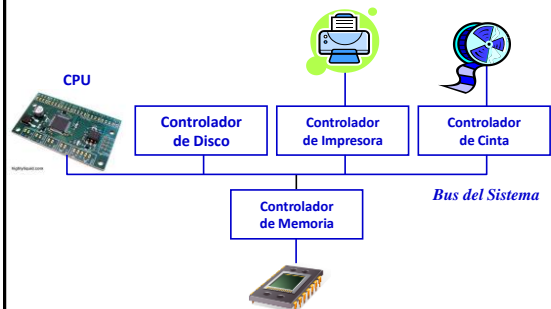 CPU
Controlador
de Disco
Controlador
de Impresora
Controlador
de Cinta
Bus del Sistema
Controlador
de Memoria